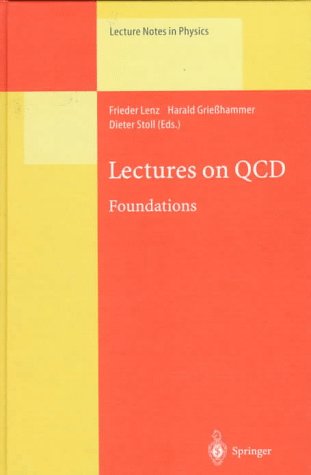 Lecture Notes in Physics
Frieder Lenz Harald Grießhammer
Dieter Stoll (Eds.)
Lectures on QCD
Foundations
Springer